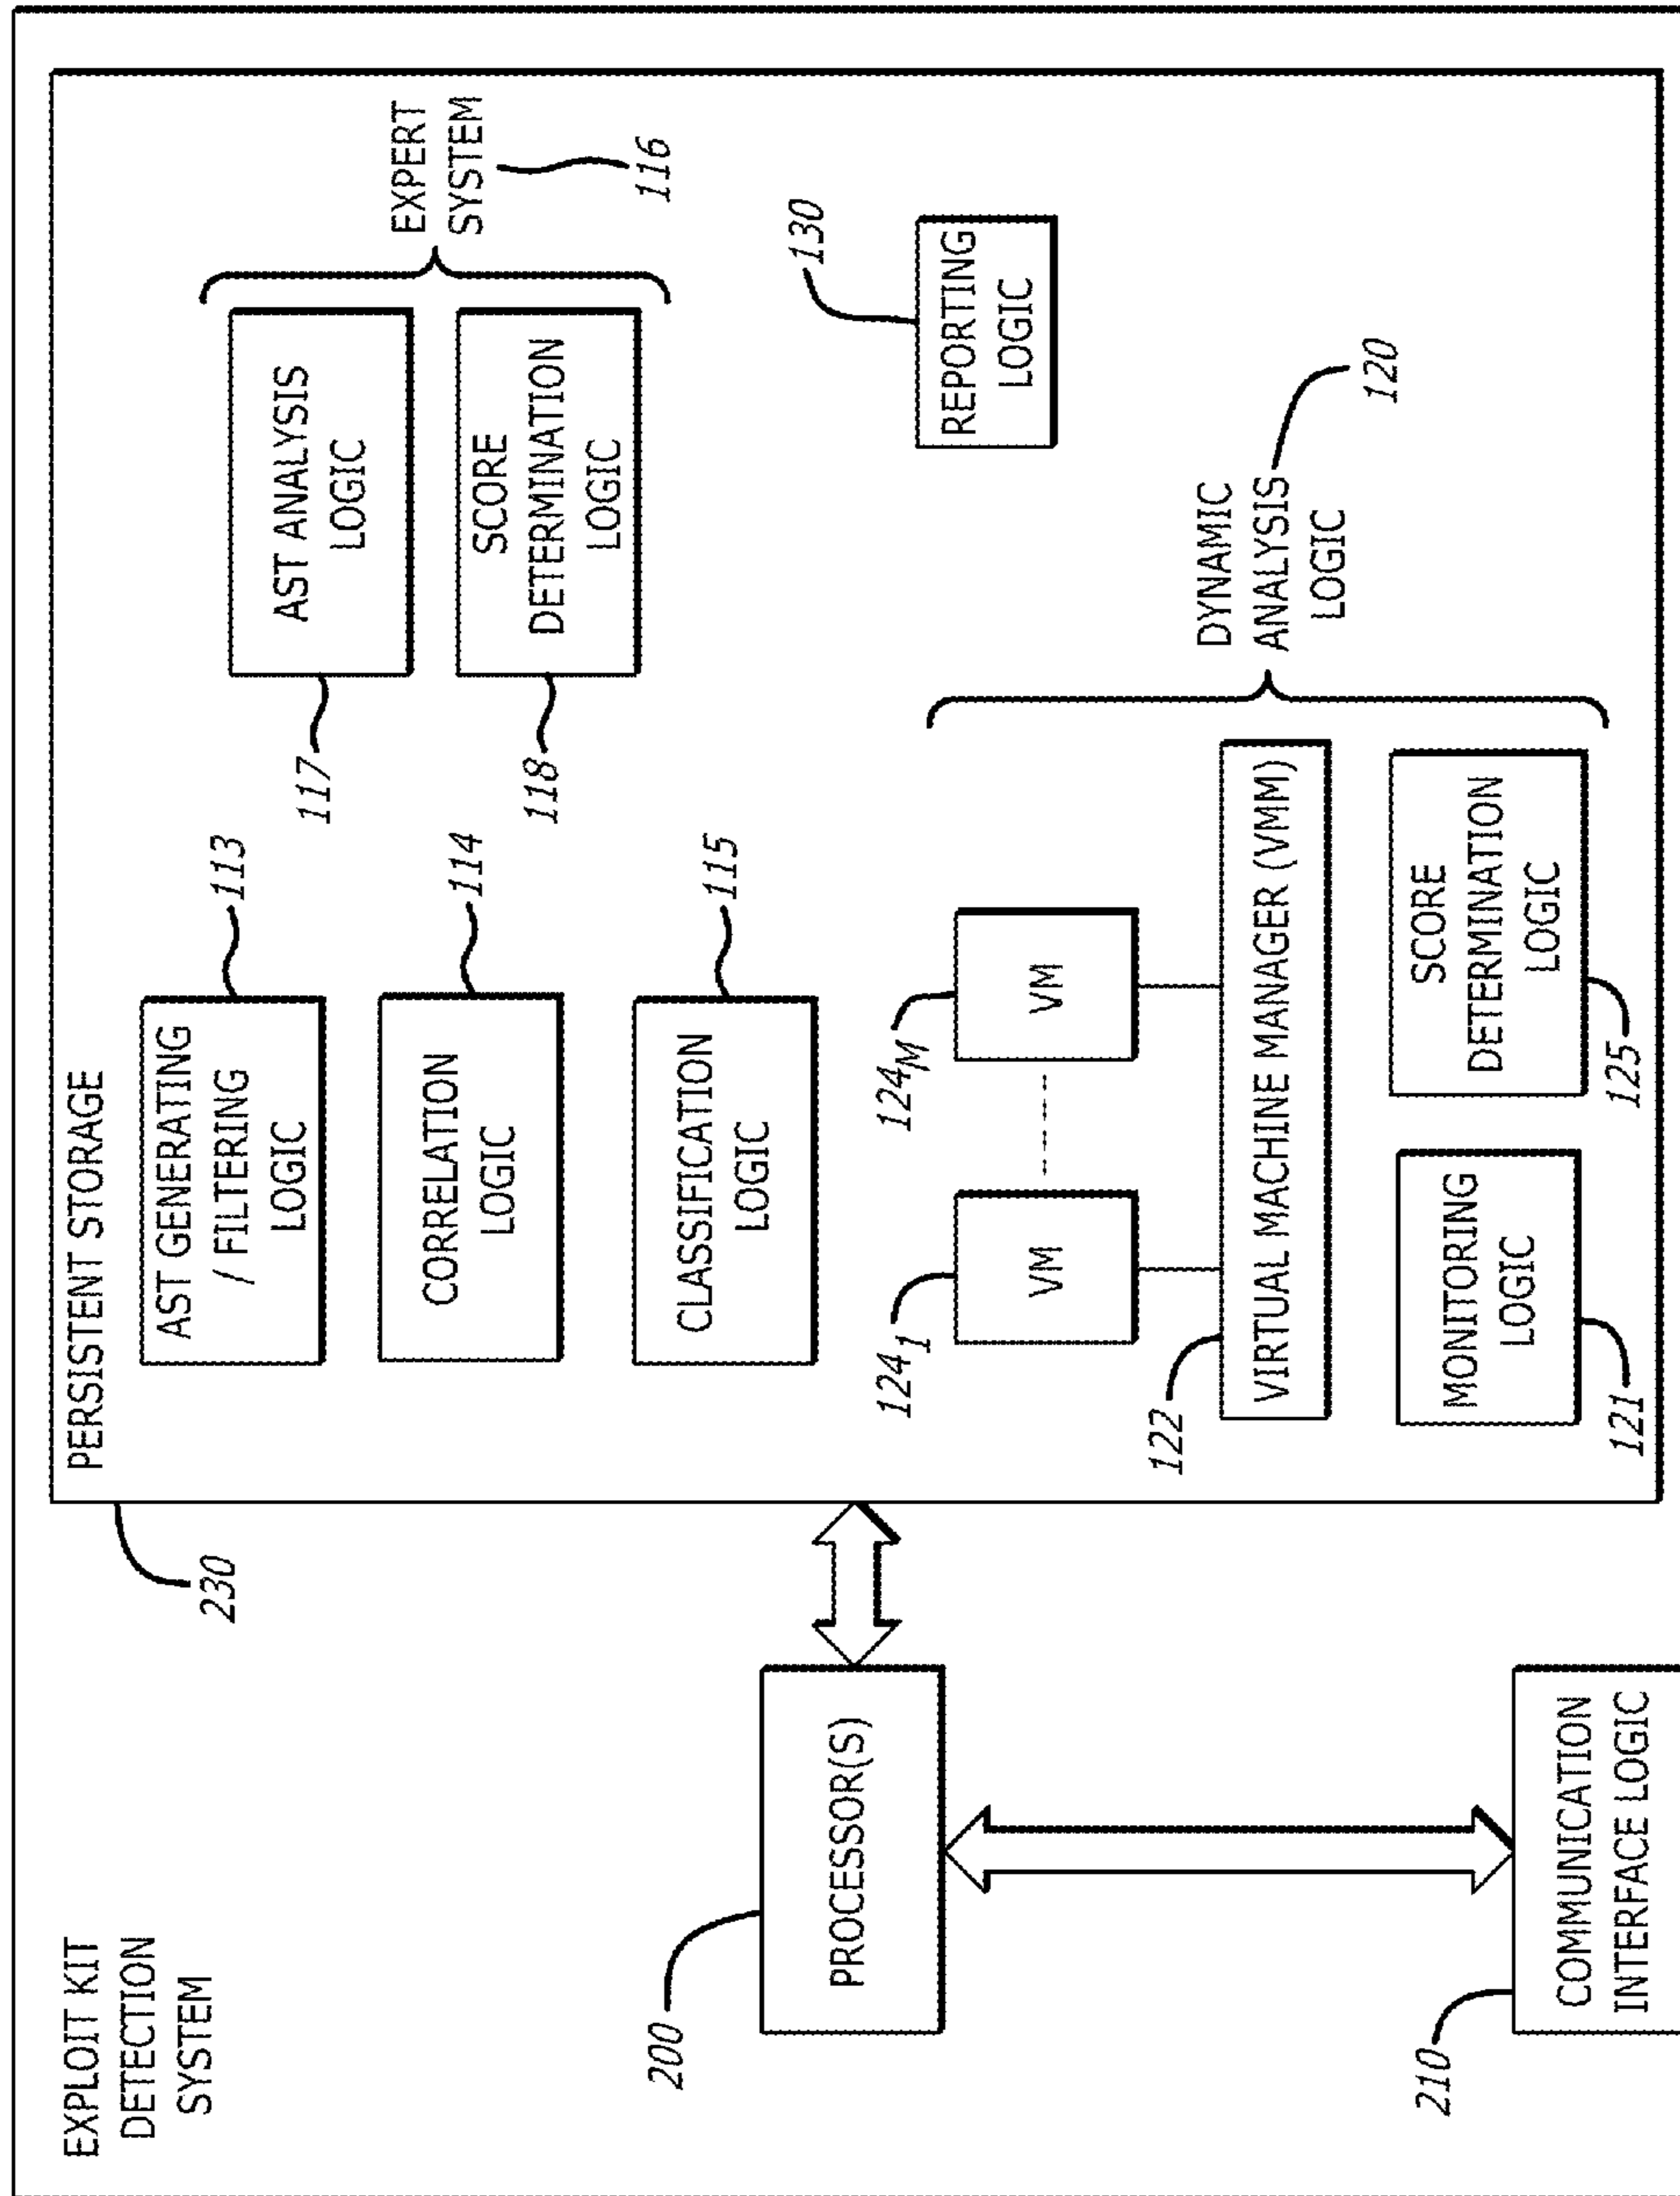 EXPLOIT KIT
DETECTION
SYSTEM
230
PERSISTENT STORAGE
AST GENERATING
/ FILTERING
LOGIC
113
CORRELATION
LOGIC
114
CLASSIFICATION
LOGIC
115
117
AST ANALYSIS
LOGIC
118
SCORE
DETERMINATION
LOGIC
EXPERT
SYSTEM
116
130
REPORTING
LOGIC
124₁
VM
124M
VM
122
VIRTUAL MACHINE MANAGER (VMM)
DYNAMIC
ANALYSIS
LOGIC
120
MONITORING
LOGIC
121
SCORE
DETERMINATION
LOGIC
125
200
PROCESSOR(S)
210
COMMUNICATION
INTERFACE LOGIC